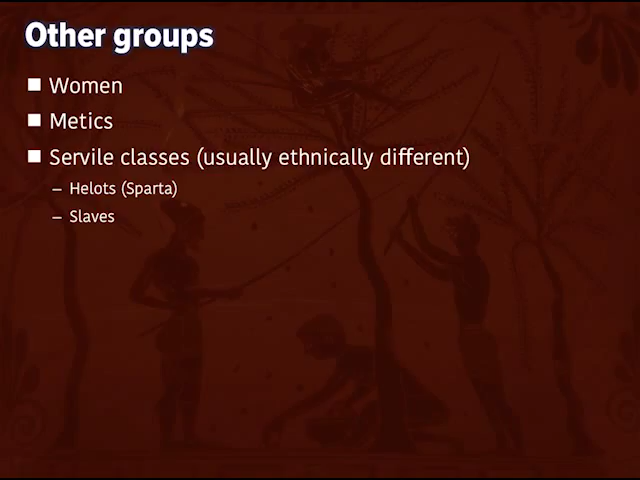 Other groups
■ Women
■ Metics
■ Servile classes (usually ethnically different)
– Helots (Sparta)
– Slaves